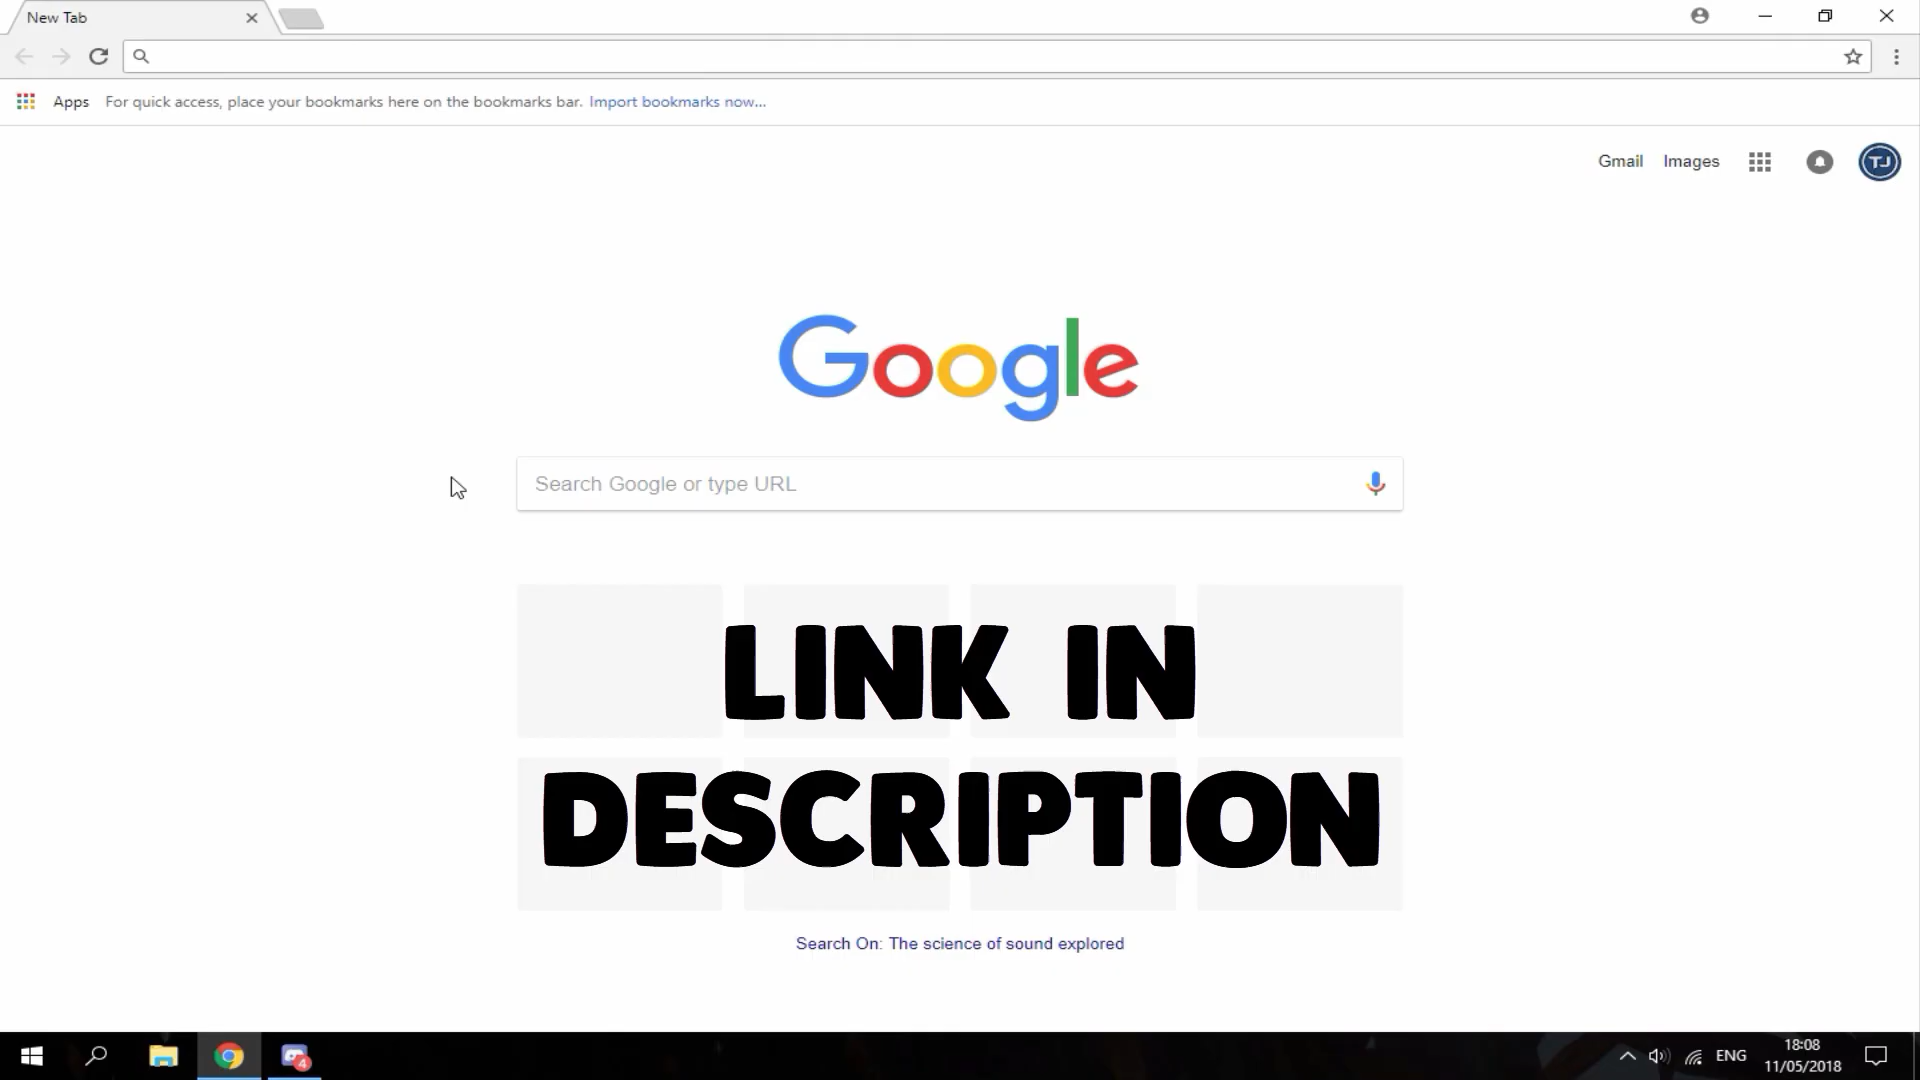 New Tab
Apps For quick access, place your bookmarks here on the bookmarks bar. Import bookmarks now...
Gmail Images
TJ
Google
Search Google or type URL
LINK IN
DESCRIPTION
Search On: The science of sound explored
4
ENG
18:08
11/05/2018